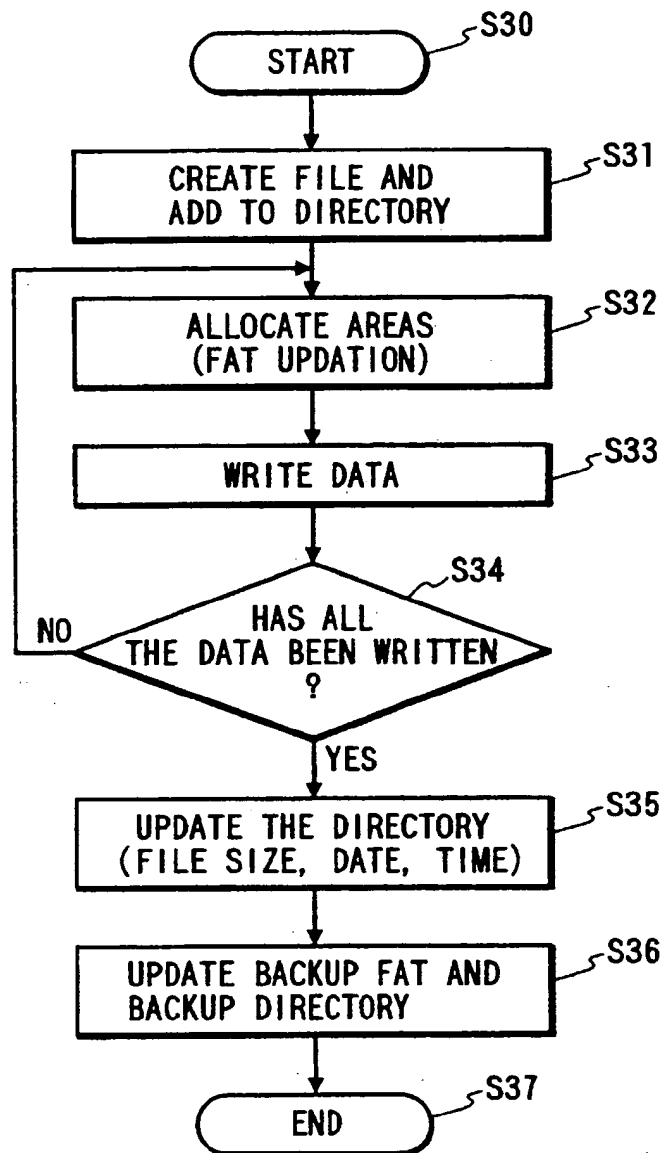 START
S30
CREATE FILE AND
ADD TO DIRECTORY
S31
ALLOCATE AREAS
(FAT UPDATION)
S32
WRITE DATA
S33
HAS ALL
THE DATA BEEN WRITTEN
?
S34
NO
YES
UPDATE THE DIRECTORY
(FILE SIZE, DATE, TIME)
S35
UPDATE BACKUP FAT AND
BACKUP DIRECTORY
S36
END
S37